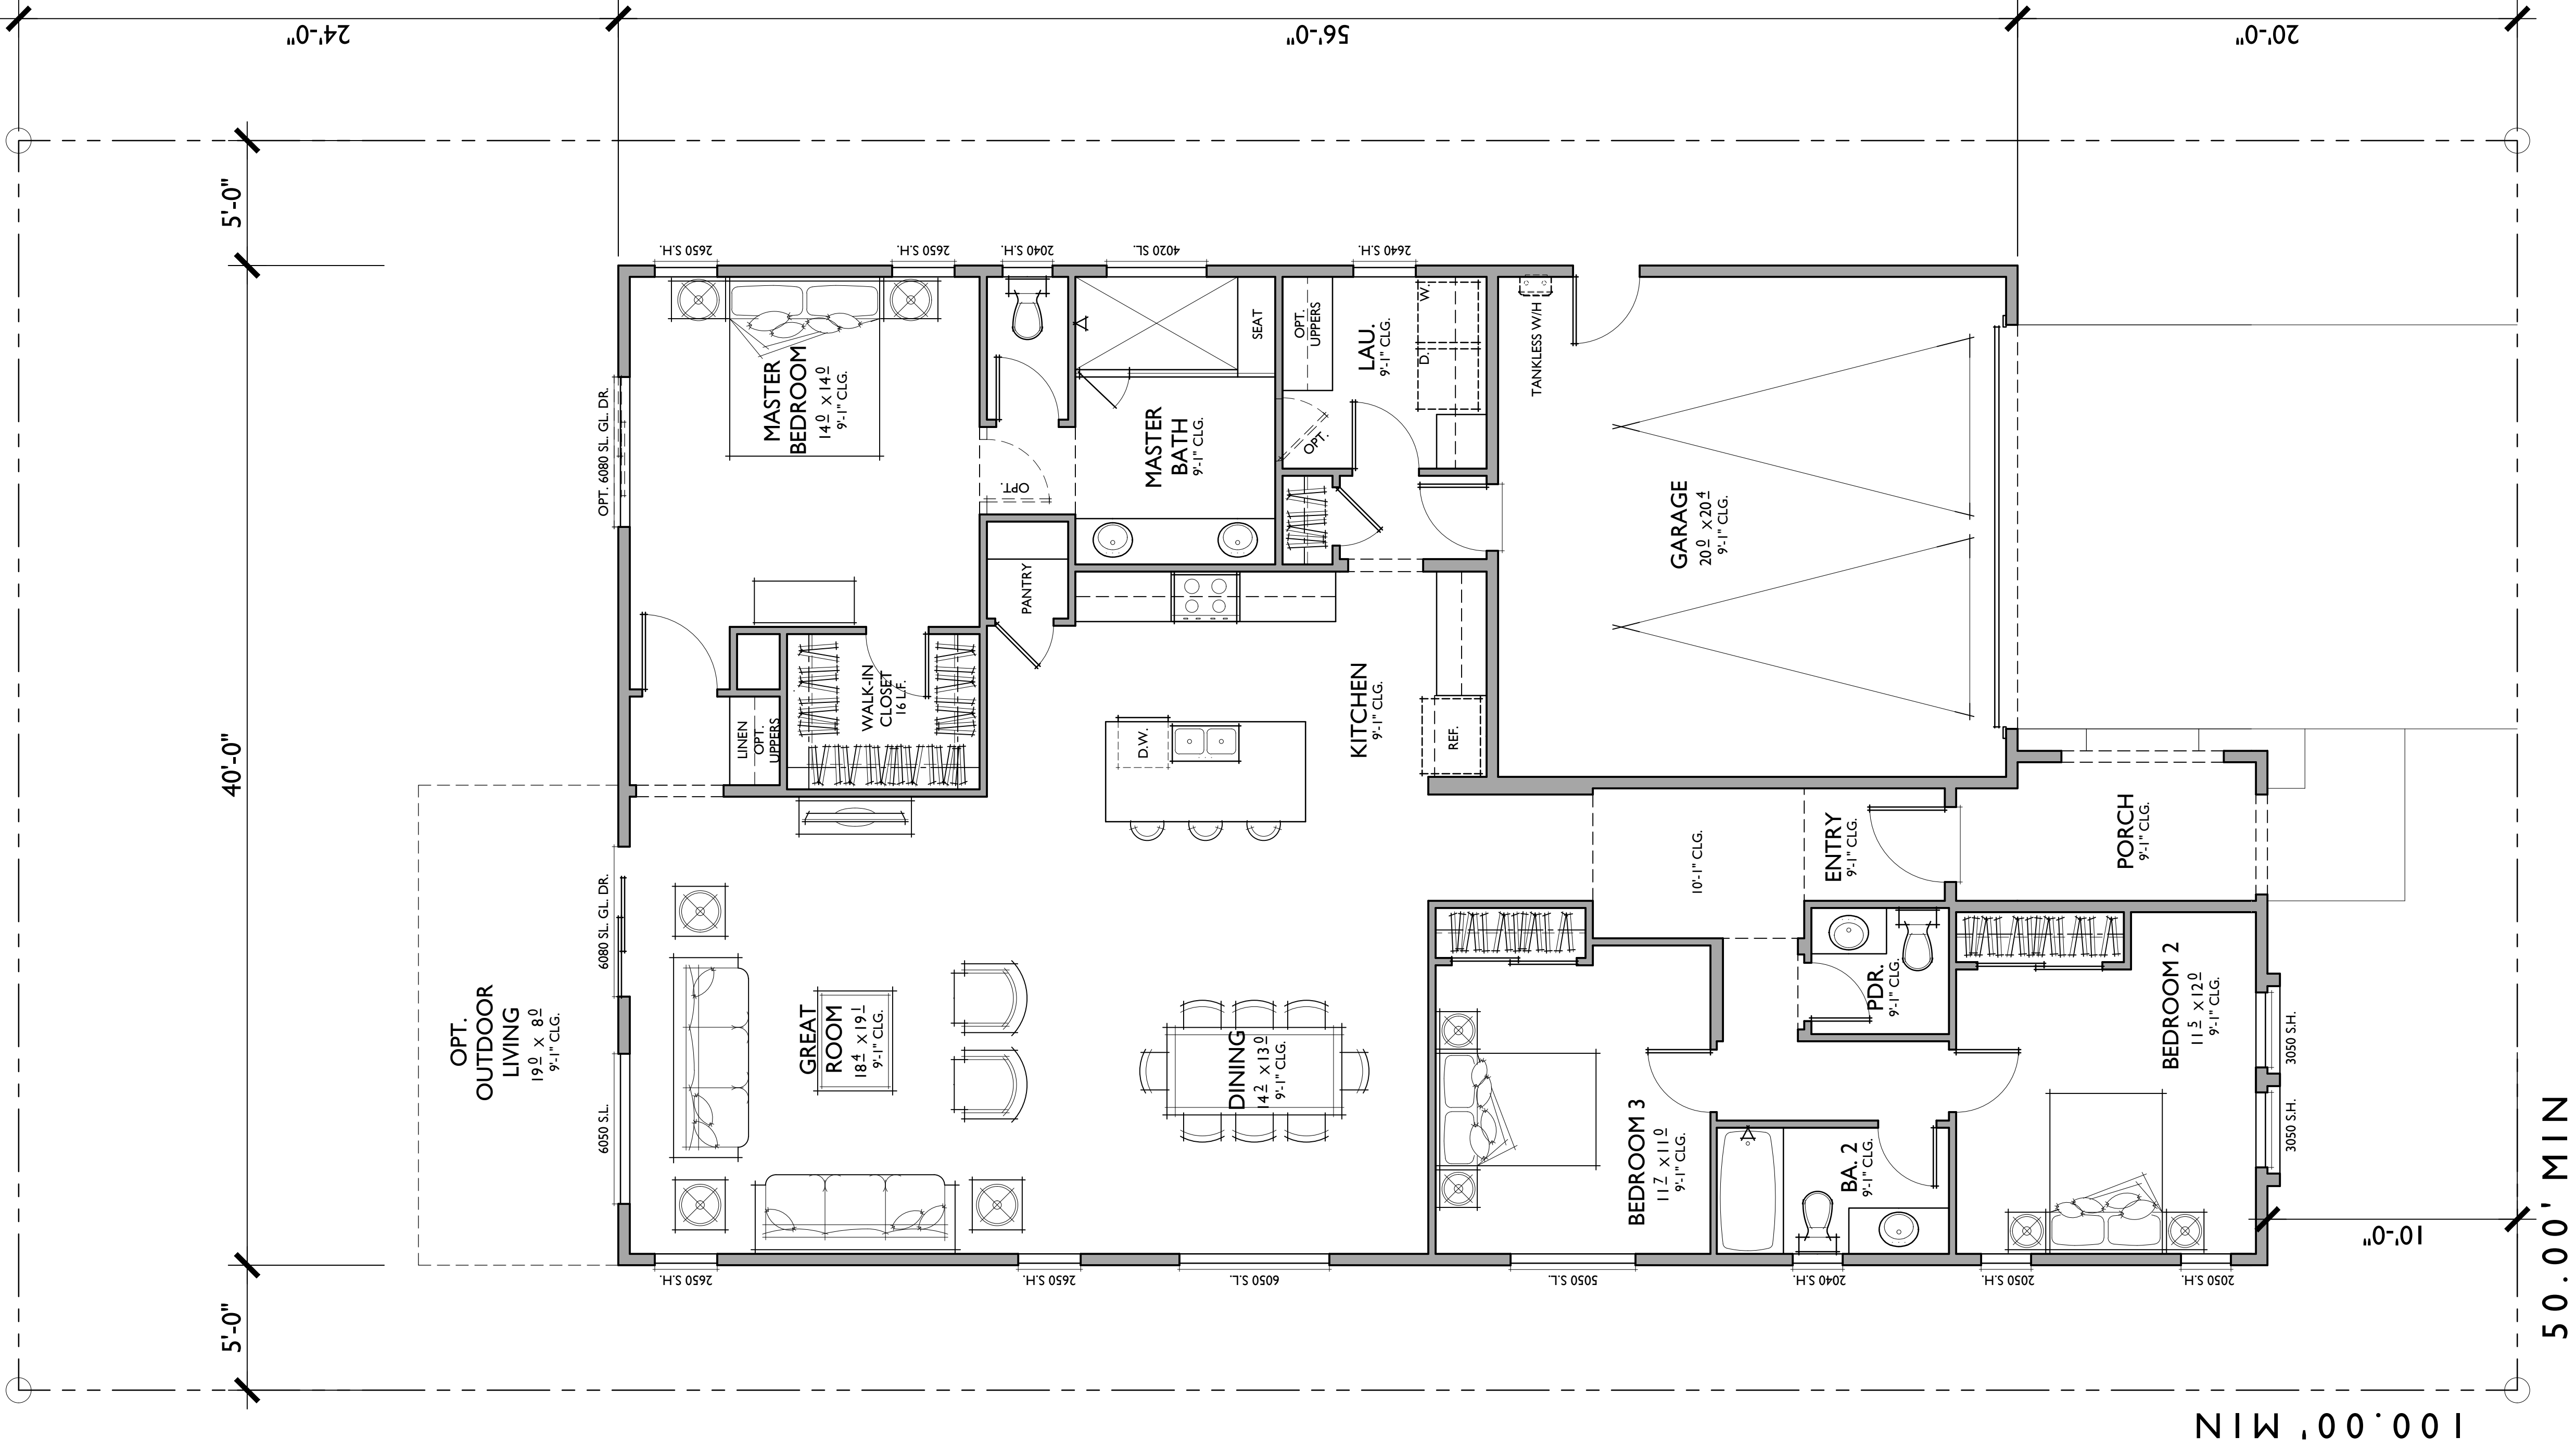 24'-0"
56'-0"
20'-0"
5'-0"
40'-0"
5'-0"
2650 S.H.
2650 S.H.
2040 S.H.
4020 SL.
2640 S.H.
OPT. 6080 SL. GL. DR.
MASTER
BEDROOM
14 0 X 14 0
9'-1" CLG.
OPT.
MASTER
BATH
9'-1" CLG.
SEAT
OPT.
UPPERS
LAU.
9'-1" CLG.
W.
D.
OPT.
TANKLESS W/H
GARAGE
20 0 X 20 4
9'-1" CLG.
PANTRY
LINEN
OPT.
UPPERS
WALK-IN
CLOSET
16 L.F.
KITCHEN
9'-1" CLG.
D.W.
REF.
6080 SL. GL. DR.
6050 S.L.
OPT.
OUTDOOR
LIVING
19 0 X 8 0
9'-1" CLG.
GREAT
ROOM
18 4 X 19 1
9'-1" CLG.
DINING
14 2 X 13 0
9'-1" CLG.
10'-1" CLG.
ENTRY
9'-1" CLG.
PORCH
9'-1" CLG.
PDR.
9'-1" CLG.
BEDROOM 2
11 5 X 12 0
9'-1" CLG.
3050 S.H.
3050 S.H.
BEDROOM 3
11 7 X 11 0
9'-1" CLG.
BA. 2
9'-1" CLG.
2650 S.H.
2650 S.H.
6050 S.L.
5050 S.L.
2040 S.H.
2050 S.H.
2050 S.H.
10'-0"
50.00' MIN
100.00' MIN